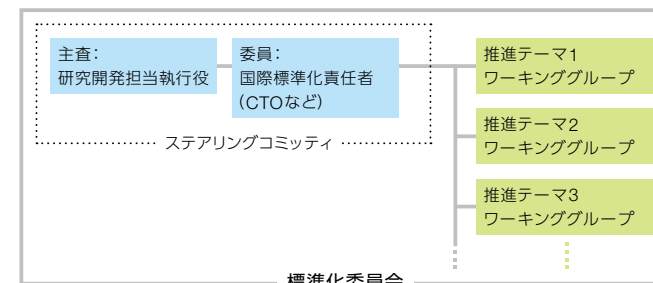 主査：
研究開発担当執行役
委員：
国際標準化責任者
（CTOなど）
ステアリングコミッティ
推進テーマ1
ワーキンググループ
推進テーマ2
ワーキンググループ
推進テーマ3
ワーキンググループ
標準化委員会